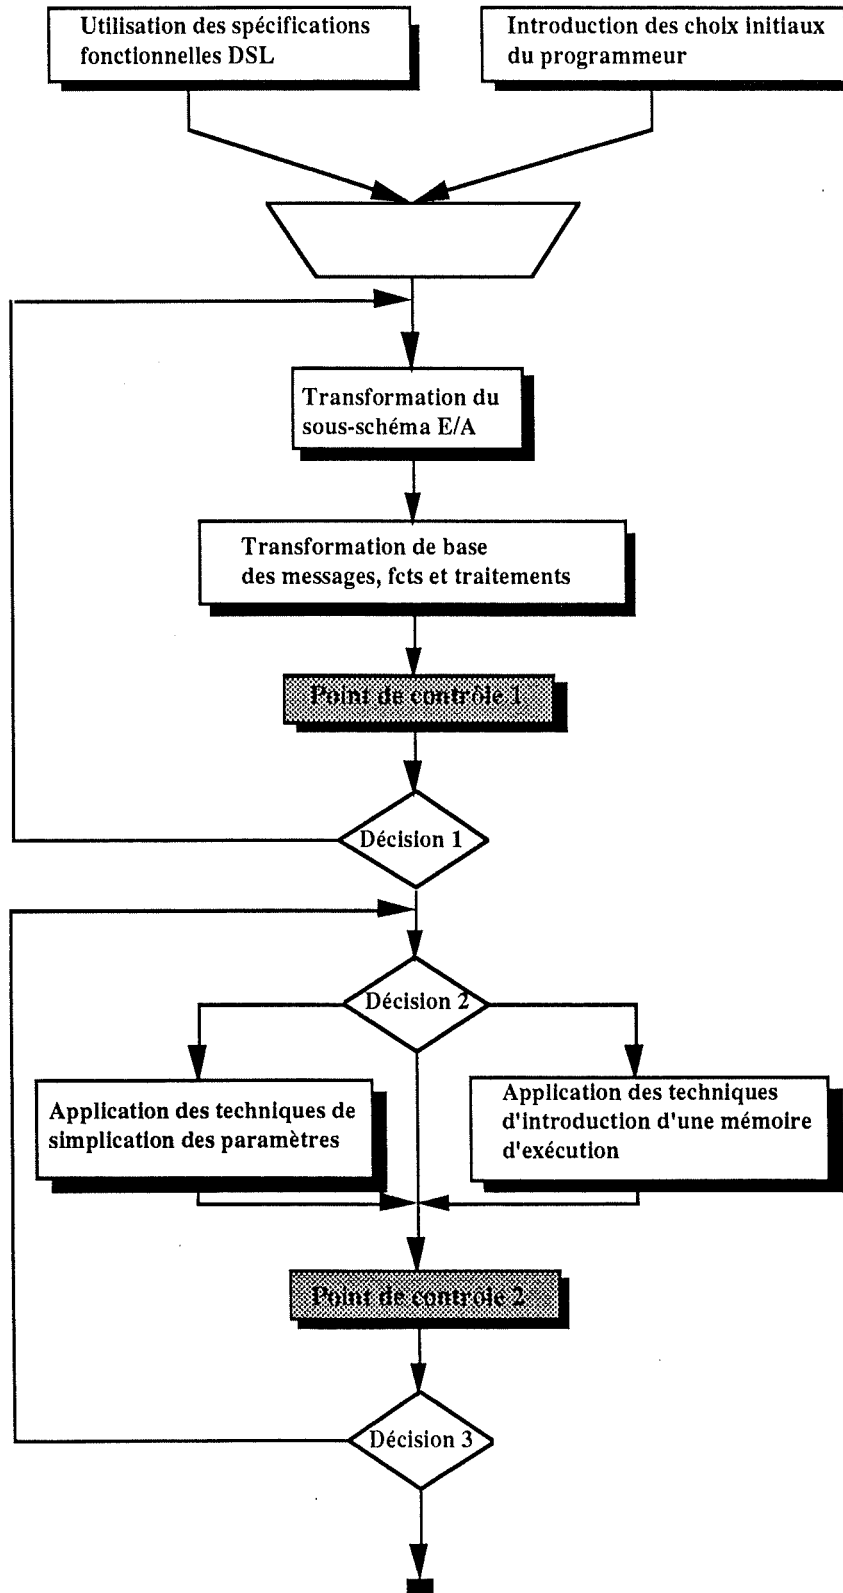 Utilisation des spécifications
fonctionnelles DSL
Introduction des choix initiaux
du programmeur
Transformation du
sous-schéma E/A
Transformation de base
des messages, fcts et traitements
Point de contrôle 1
Décision 1
Décision 2
Application des techniques de
simplication des paramètres
Application des techniques
d'introduction d'une mémoire
d'exécution
Point de controle 2
Décision 3